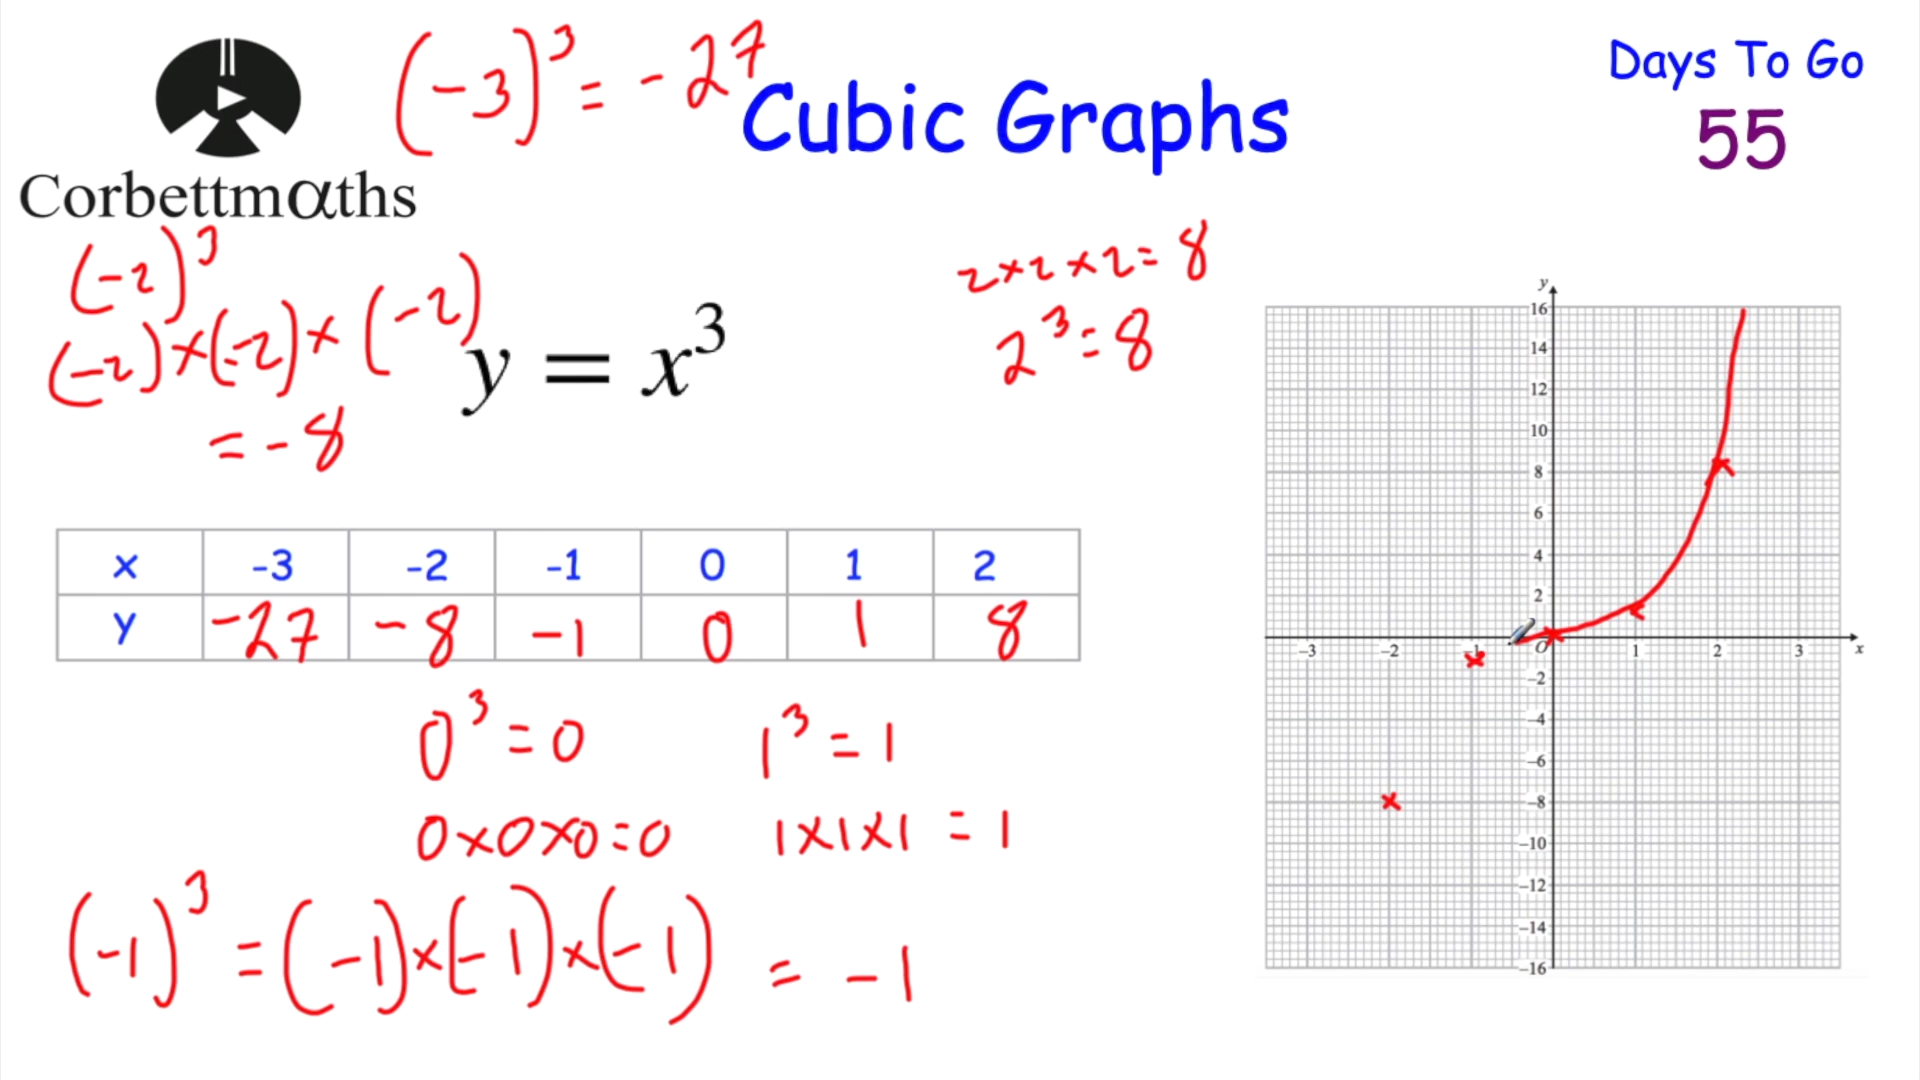 (-3)³ = -27
Cubic Graphs
Days To Go
55
Corbettmαths
(-2)³
(-2)×(-2)×(-2)
= -8
y = x³
2×2×2=8
2³=8
x -3 -2 -1 0 1 2
y -27 -8 -1 0 1 8
0³ = 0
1³ = 1
0×0×0=0
1×1×1 = 1
(-1)³ = (-1)×(-1)×(-1) = -1
y
16
14
12
10
8
6
4
2
-3 -2 -1 O 1 2 3 x
-2
-4
-6
-8
-10
-12
-14
-16